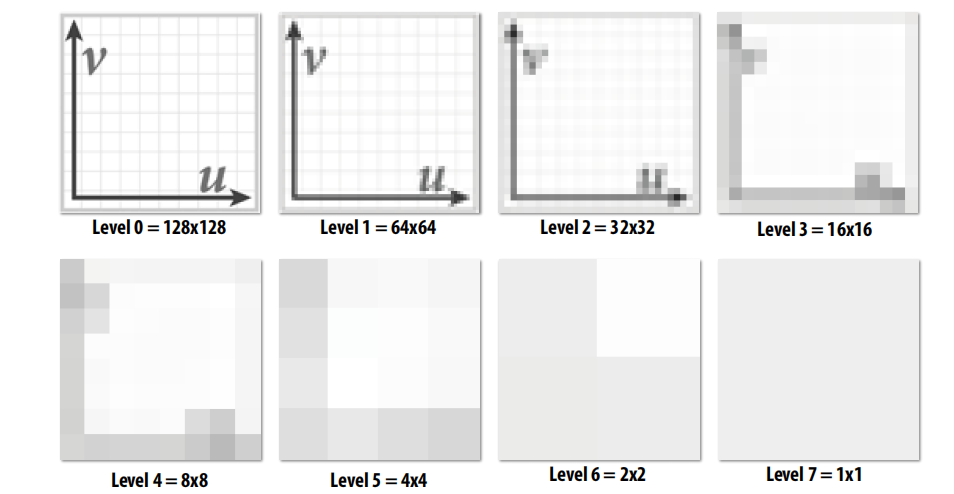 v
u
Level 0 = 128x128
v
u
Level 1 = 64x64
v
u
Level 2 = 32x32
Level 3 = 16x16
Level 4 = 8x8
Level 5 = 4x4
Level 6 = 2x2
Level 7 = 1x1